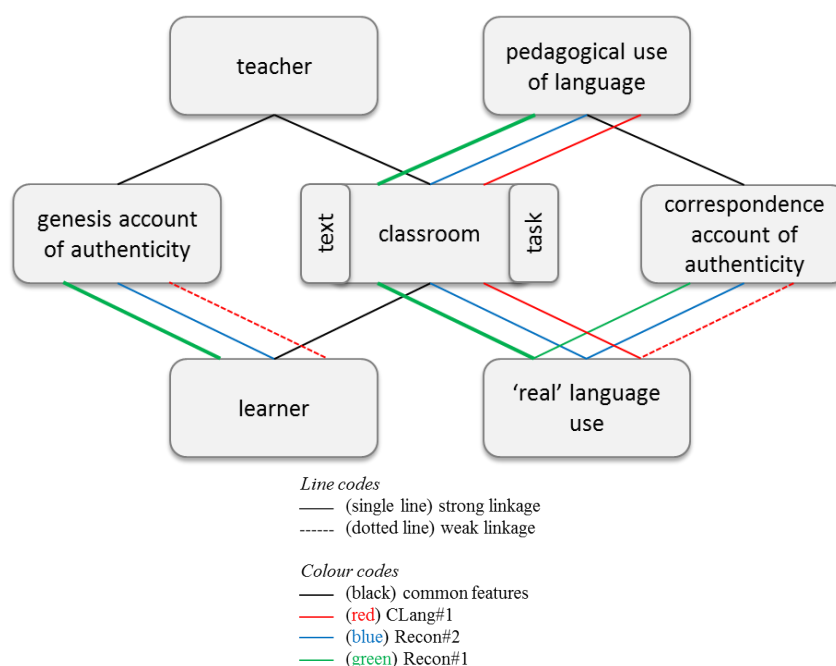 teacher
pedagogical use
of language
genesis account
of authenticity
text
classroom
task
correspondence
account of
authenticity
learner
‘real’ language
use
Line codes
(single line) strong linkage
(dotted line) weak linkage
Colour codes
(black) common features
(red) CLang#1
(blue) Recon#2
(green) Recon#1